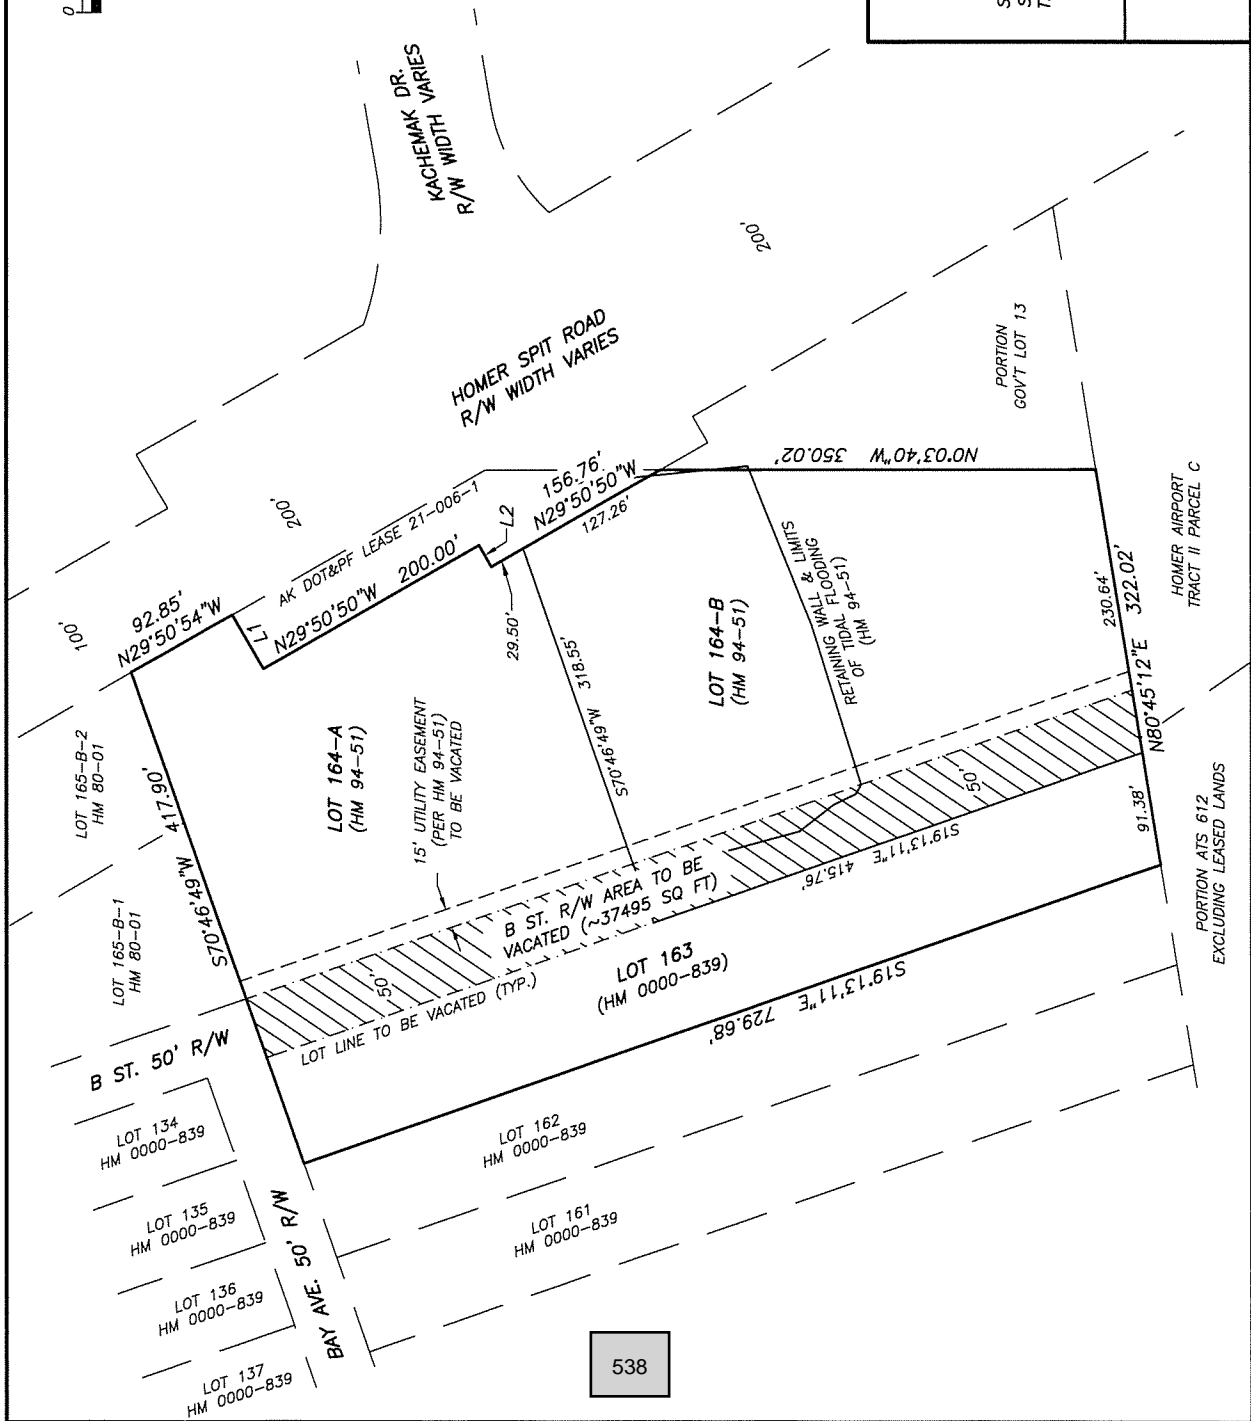 0
S
S
T
KACHEMAK DR.
R/W WIDTH VARIES
200'
HOMER SPIT ROAD
R/W WIDTH VARIES
PORTION
GOV'T LOT 13
100'
92.85'
N29°50'54"W
L1
200'
AK DOT&PF LEASE 21-006-1
N29°50'50"W 200.00'
L2
156.76'
N29°50'50"W
127.26'
29.50'
N0°03'40"W 350.02'
LOT 165-B-2
HM 80-01
417.90'
S70°46'49"W
LOT 165-B-1
HM 80-01
LOT 164-A
(HM 94-51)
15' UTILITY EASEMENT
(PER HM 94-51)
TO BE VACATED
S70°46'49"W 318.55'
LOT 164-B
(HM 94-51)
RETAINING WALL & LIMITS
OF TIDAL FLOODING
(HM 94-51)
HOMER AIRPORT
TRACT II PARCEL C
230.64'
N80°45'12"E 322.02'
91.38'
B ST. R/W AREA TO BE
VACATED (~37495 SQ FT)
50'
50'
S19°13'11"E
415.76'
LOT LINE TO BE VACATED (TYP.)
LOT 163
(HM 0000-839)
S19°13'11"E 729.68'
PORTION ATS 612
EXCLUDING LEASED LANDS
B ST. 50' R/W
LOT 134
HM 0000-839
LOT 135
HM 0000-839
LOT 136
HM 0000-839
LOT 137
HM 0000-839
BAY AVE. 50' R/W
LOT 162
HM 0000-839
LOT 161
HM 0000-839
538